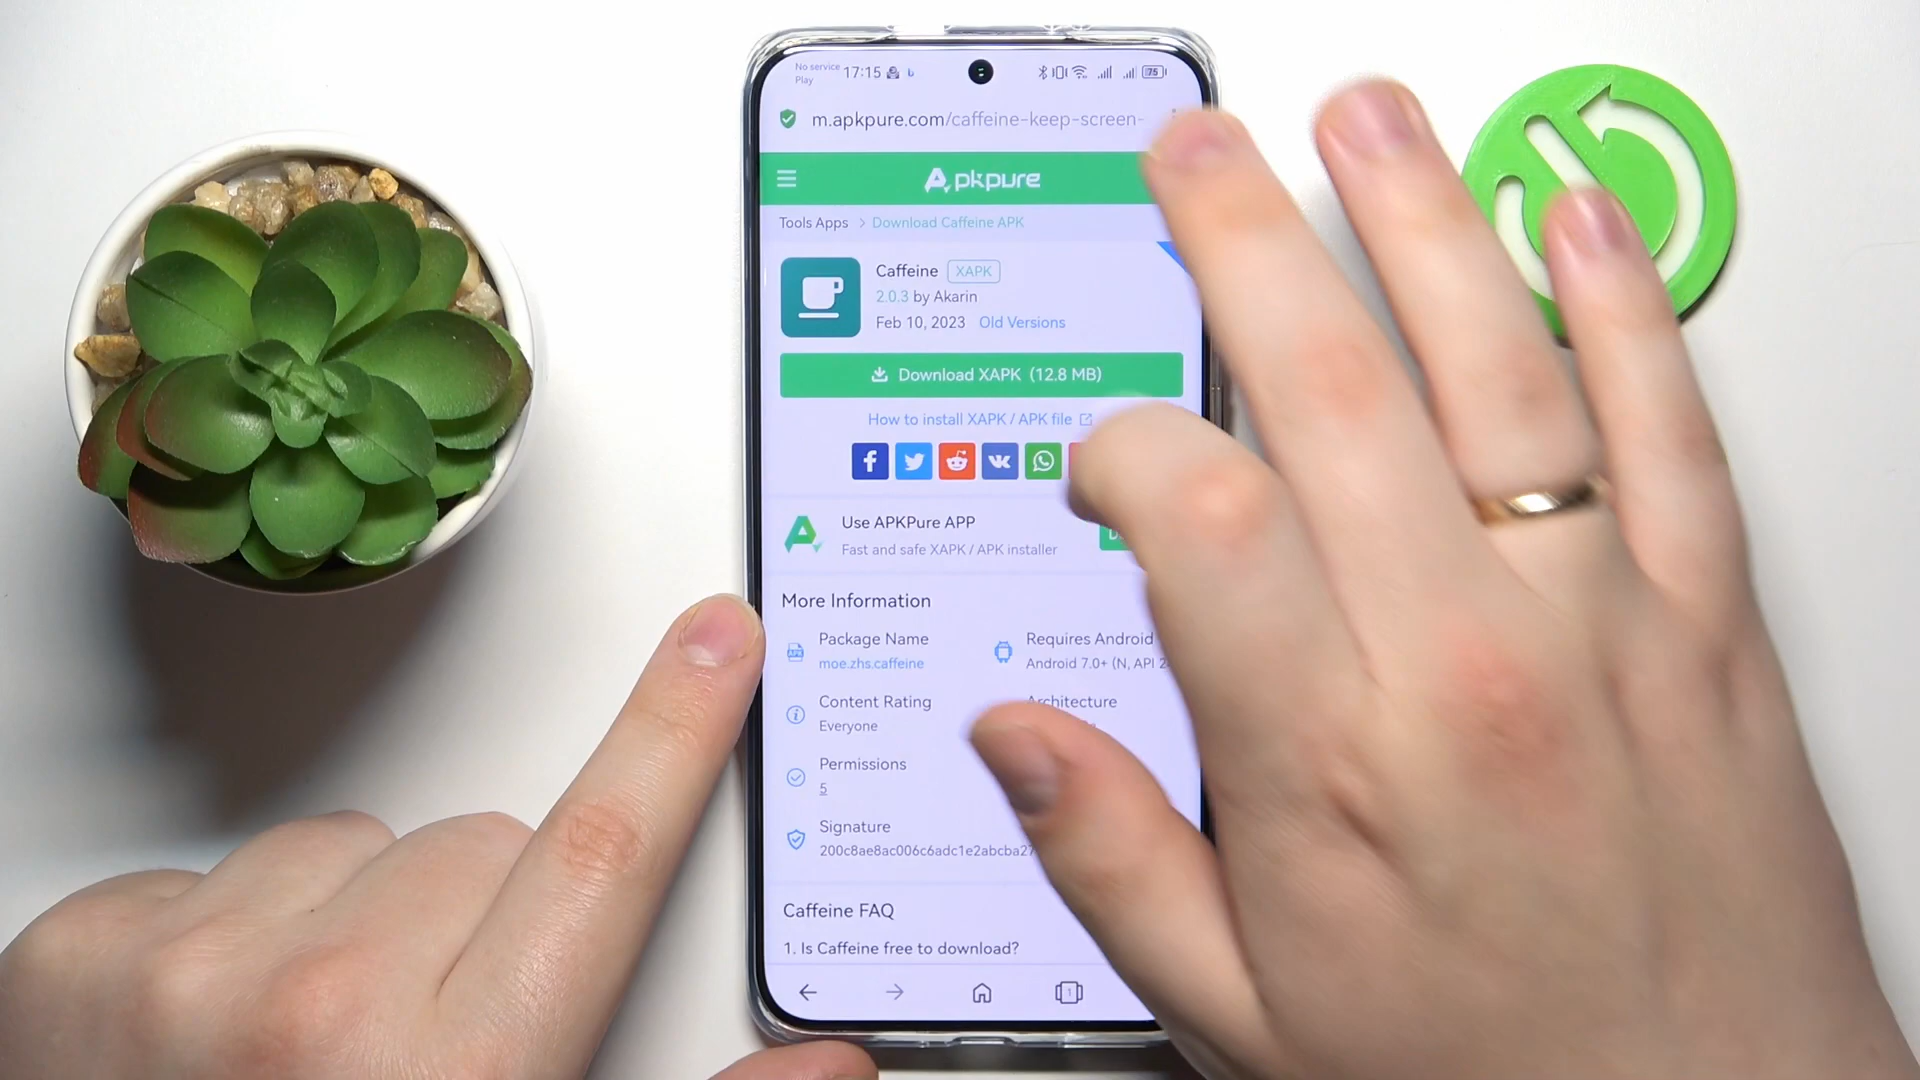 No service
Play
17:15
75
m.apkpure.com/caffeine-keep-screen-
Apkpure
Tools Apps > Download Caffeine APK
Caffeine XAPK
2.0.3 by Akarin
Feb 10, 2023 Old Versions
Download XAPK (12.8 MB)
How to install XAPK / APK file
Use APKPure APP
Fast and safe XAPK / APK installer
More Information
Package Name
moe.zhs.caffeine
Requires Android
Android 7.0+ (N, API
Content Rating
Everyone
Architecture
Permissions
5
Signature
200c8ae8ac006c6adc1e2abcba27
Caffeine FAQ
1. Is Caffeine free to download?
1